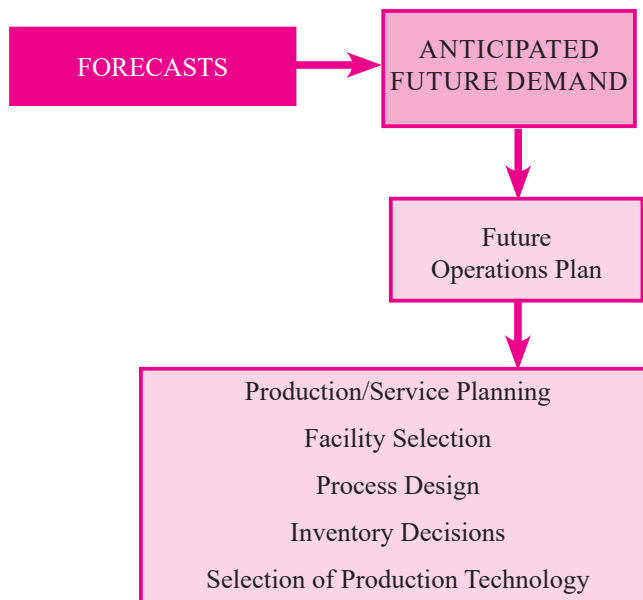 FORECASTS
ANTICIPATED
FUTURE DEMAND
Future
Operations Plan
Production/Service Planning
Facility Selection
Process Design
Inventory Decisions
Selection of Production Technology